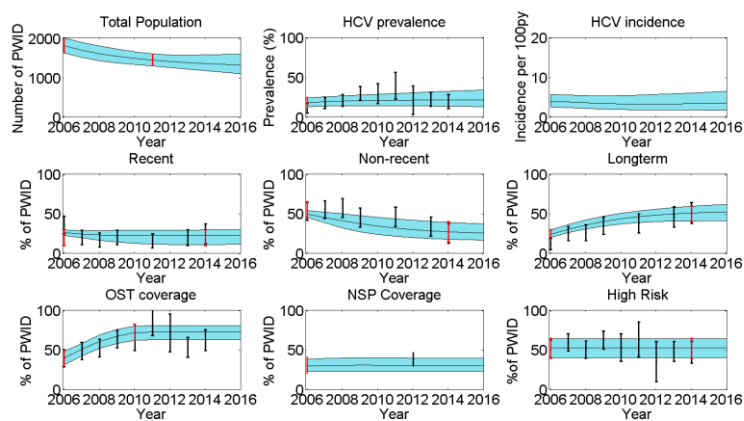 Total Population
Number of PWID
2000
1000
0
2006 2008 2010 2012 2014 2016
Year
HCV prevalence
Prevalence (%)
100
50
0
2006 2008 2010 2012 2014 2016
Year
HCV incidence
Incidence per 100py
20
10
0
2006 2008 2010 2012 2014 2016
Year
Recent
% of PWID
100
50
0
2006 2008 2010 2012 2014 2016
Year
Non-recent
% of PWID
100
50
0
2006 2008 2010 2012 2014 2016
Year
Longterm
% of PWID
100
50
0
2006 2008 2010 2012 2014 2016
Year
OST coverage
% of PWID
100
50
0
2006 2008 2010 2012 2014 2016
Year
NSP Coverage
% of PWID
100
50
0
2006 2008 2010 2012 2014 2016
Year
High Risk
%of PWID
100
50
0
2006 2008 2010 2012 2014 2016
Year